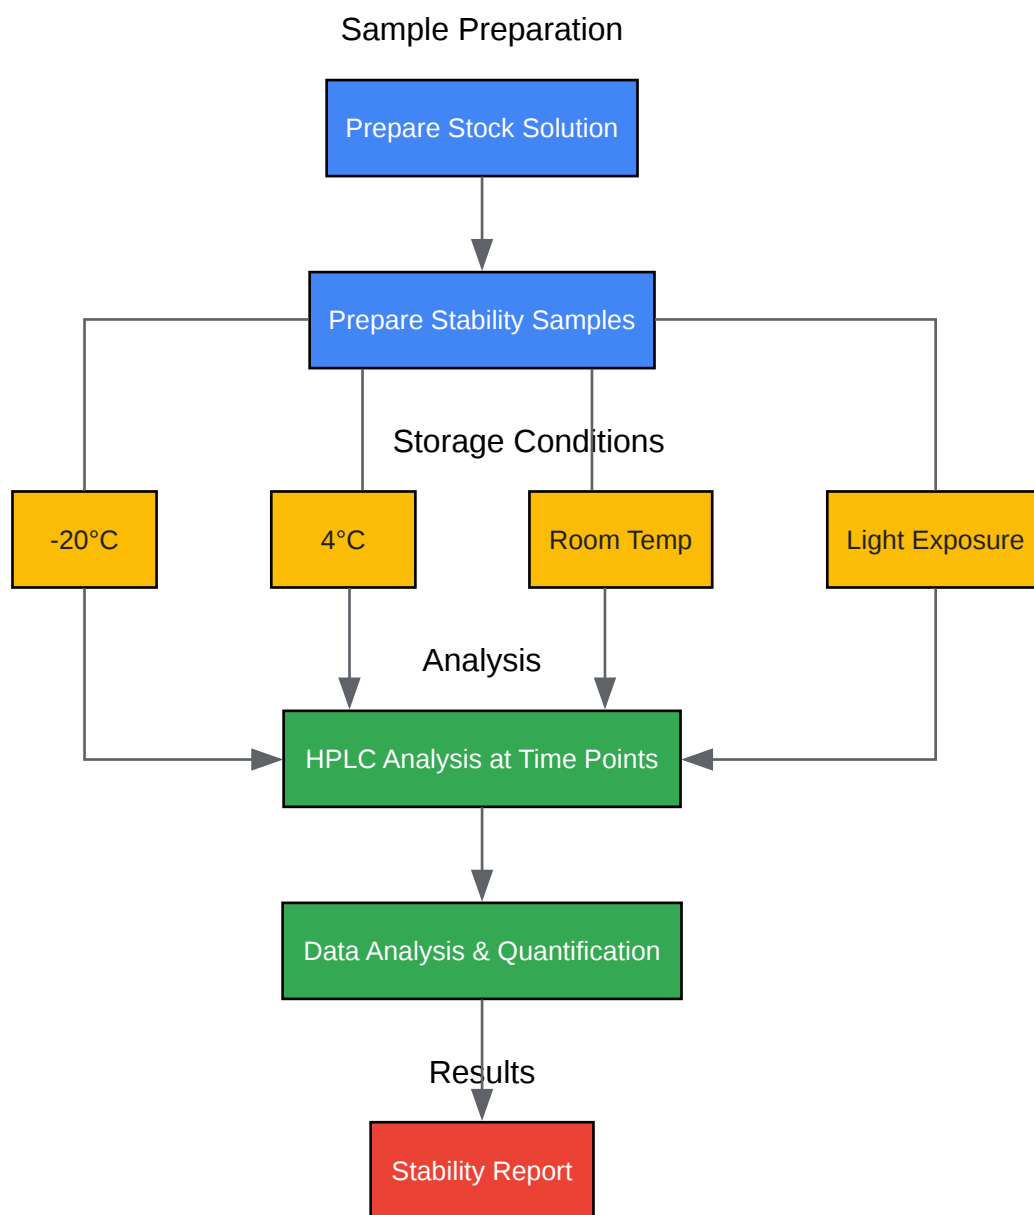 Sample Preparation
Prepare Stock Solution
Prepare Stability Samples
Storage Conditions
-20°C
4°C
Room Temp
Light Exposure
Analysis
HPLC Analysis at Time Points
Data Analysis & Quantification
Results
Stability Report